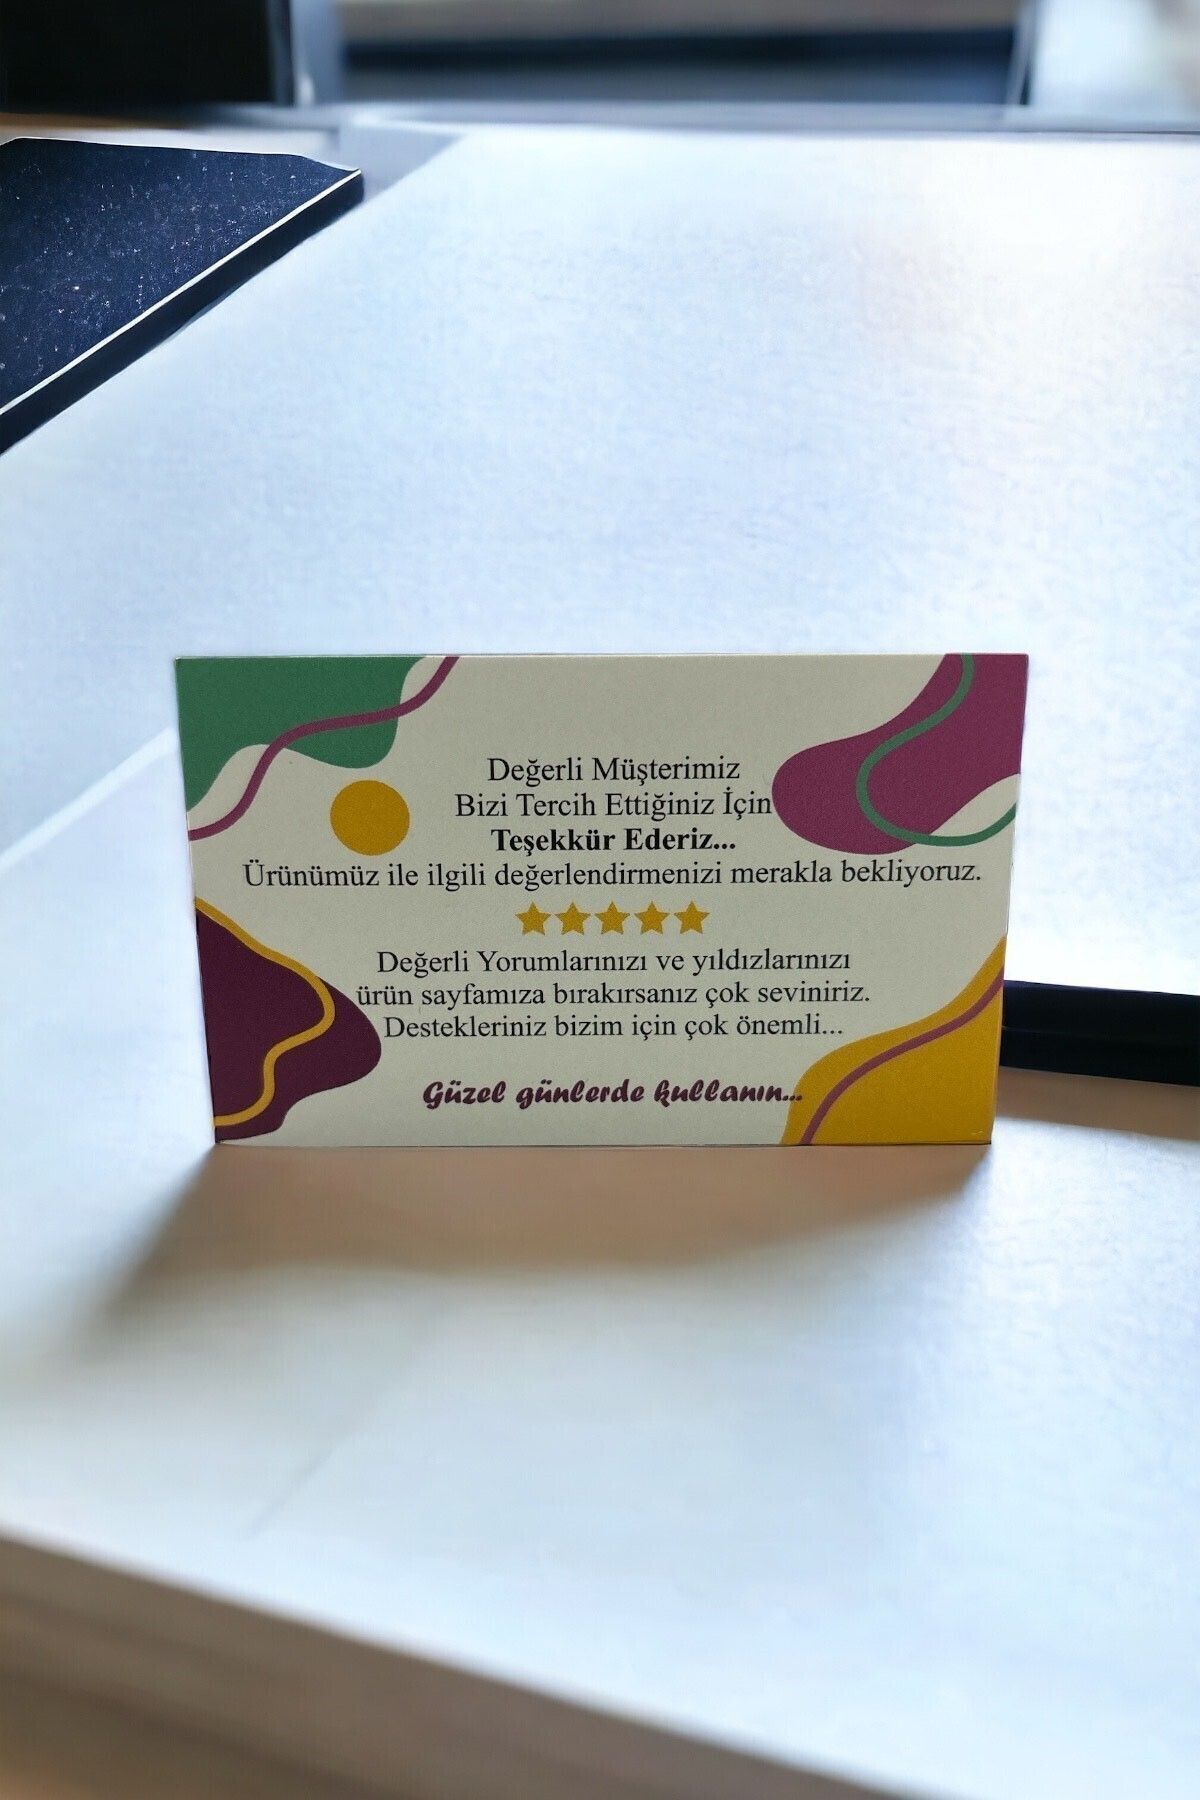 Değerli Müşterimiz
Bizi Tercih Ettiğiniz İçin
Teşekkür Ederiz...
Ürünümüz ile ilgili değerlendirmenizi merakla bekliyoruz.
Değerli Yorumlarınızı ve yıldızlarınızı
ürün sayfamıza bırakırsanız çok seviniriz.
Destekleriniz bizim için çok önemli...
Güzel günlerde kullanın...